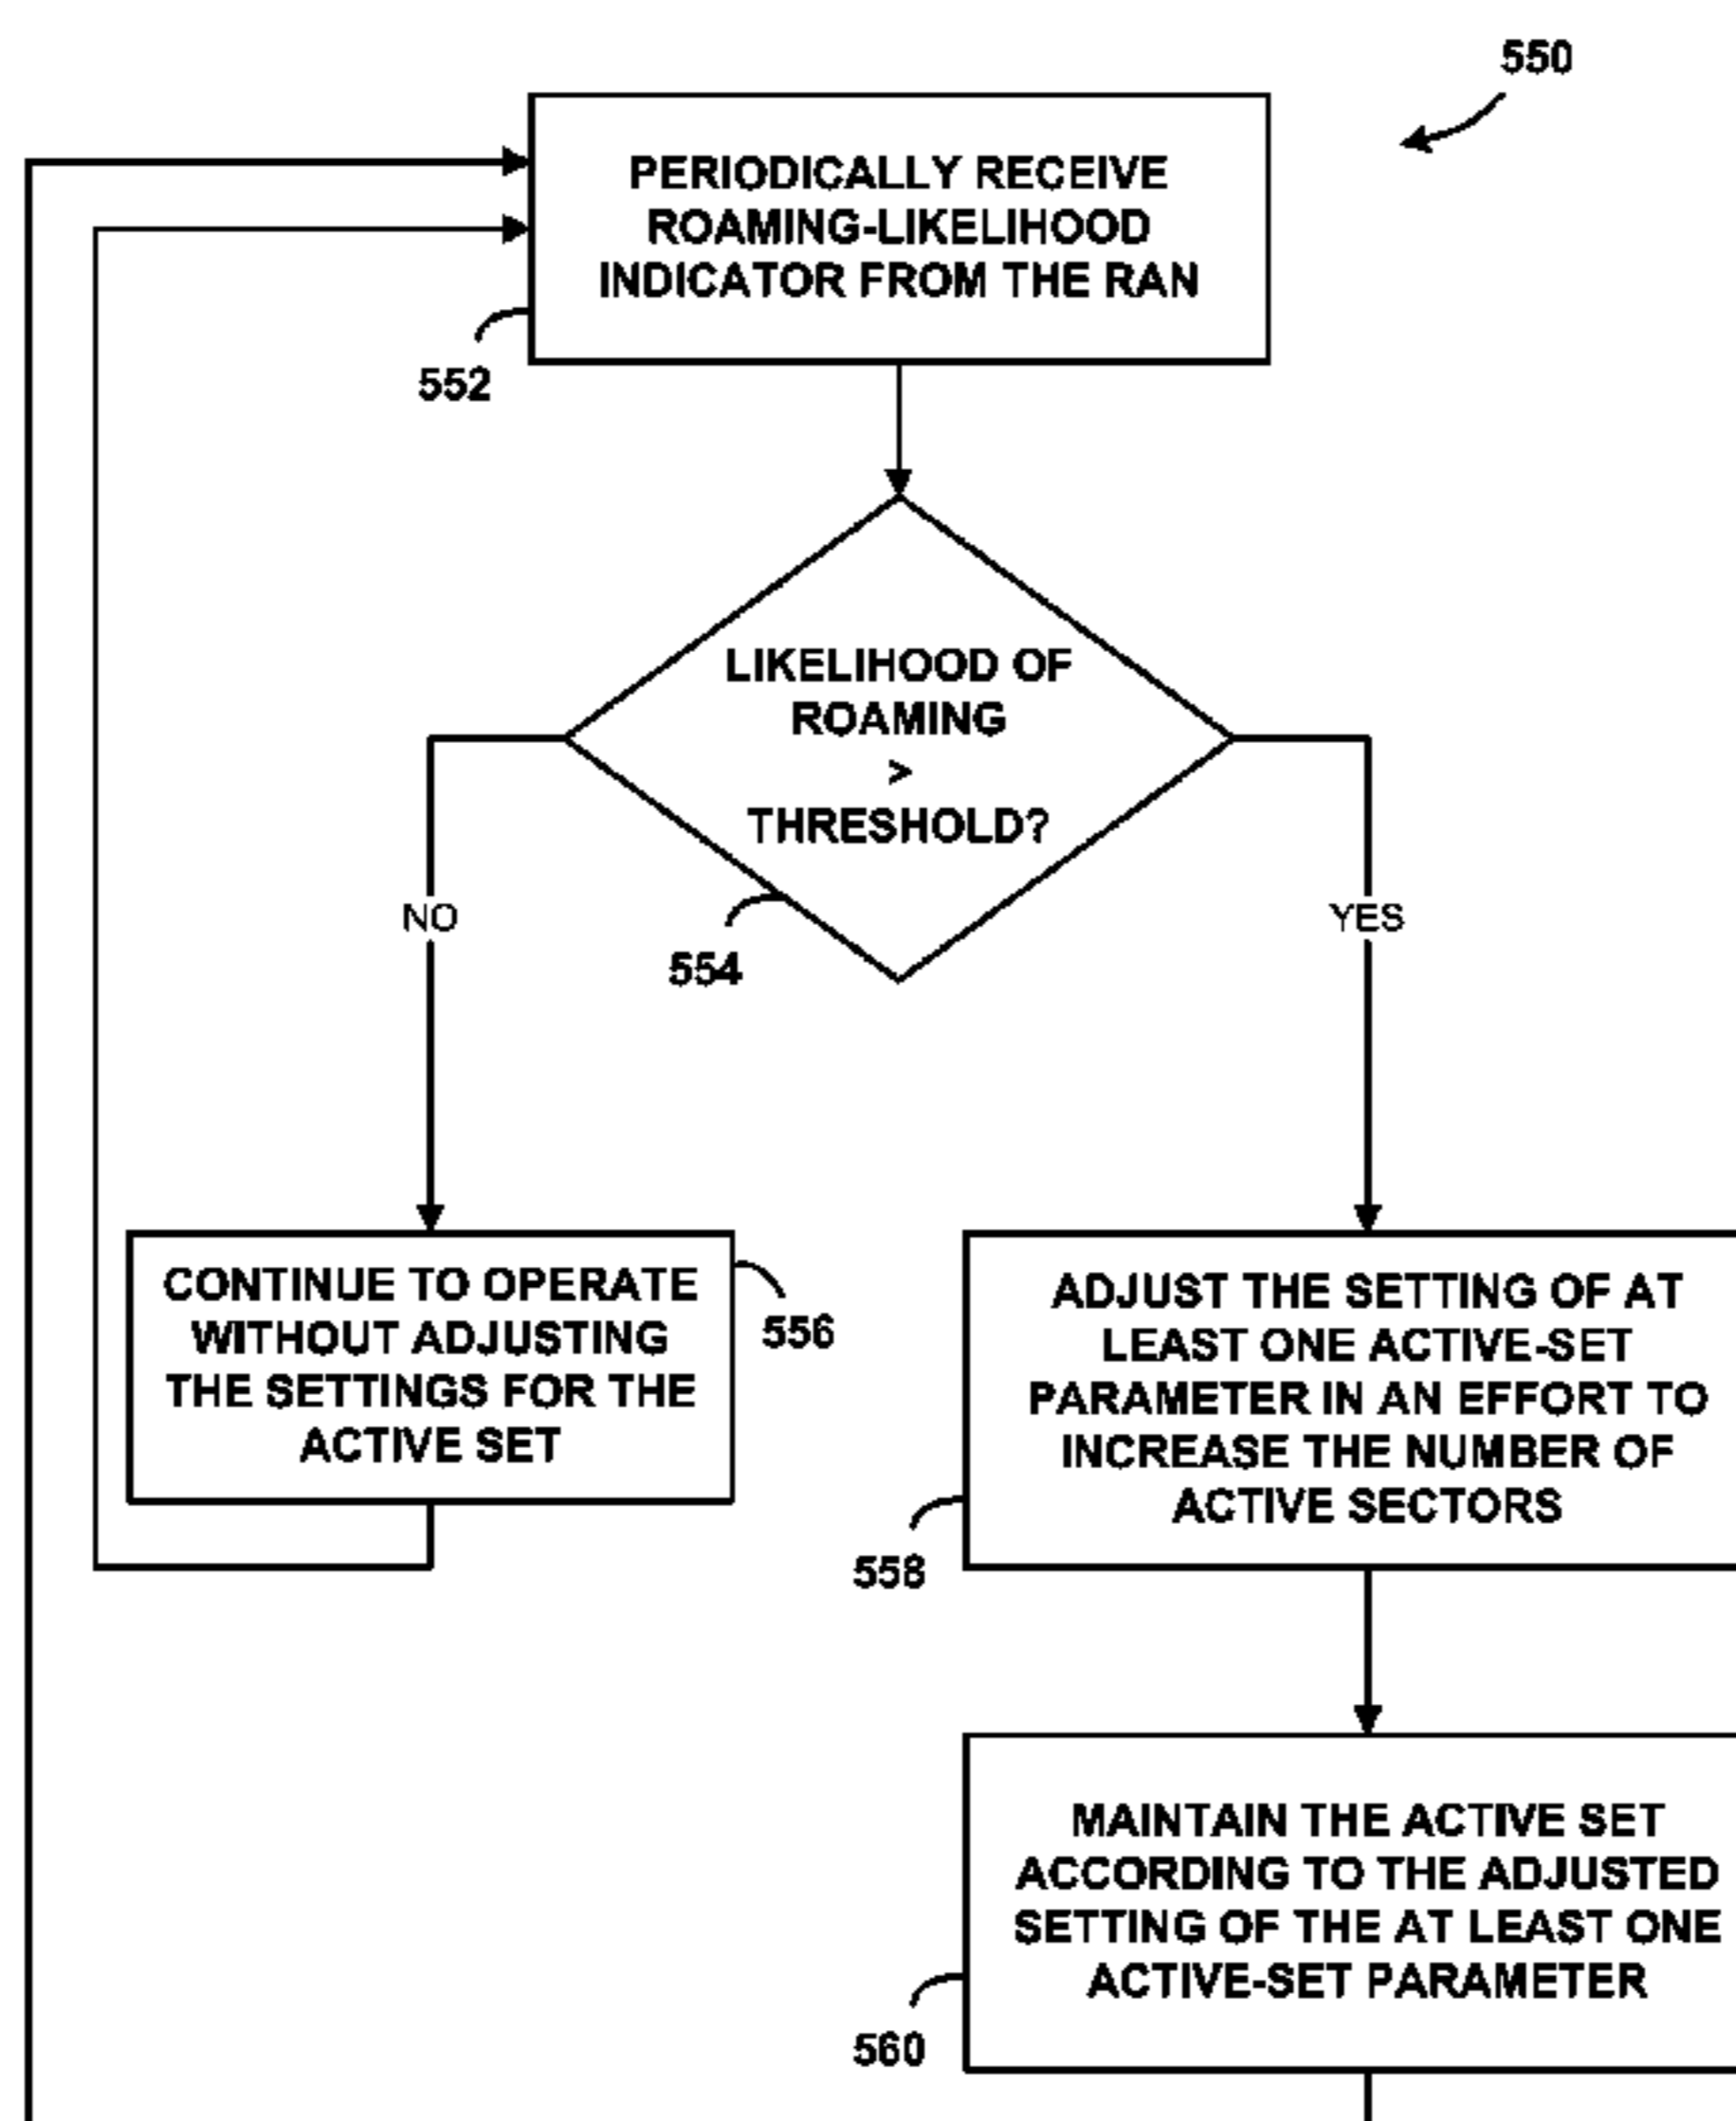 550
PERIODICALLY RECEIVE
ROAMING-LIKELIHOOD
INDICATOR FROM THE RAN
552
LIKELIHOOD OF
ROAMING
>
THRESHOLD?
554
NO
YES
CONTINUE TO OPERATE
WITHOUT ADJUSTING
THE SETTINGS FOR THE
ACTIVE SET
556
ADJUST THE SETTING OF AT
LEAST ONE ACTIVE-SET
PARAMETER IN AN EFFORT TO
INCREASE THE NUMBER OF
ACTIVE SECTORS
558
MAINTAIN THE ACTIVE SET
ACCORDING TO THE ADJUSTED
SETTING OF THE AT LEAST ONE
ACTIVE-SET PARAMETER
560